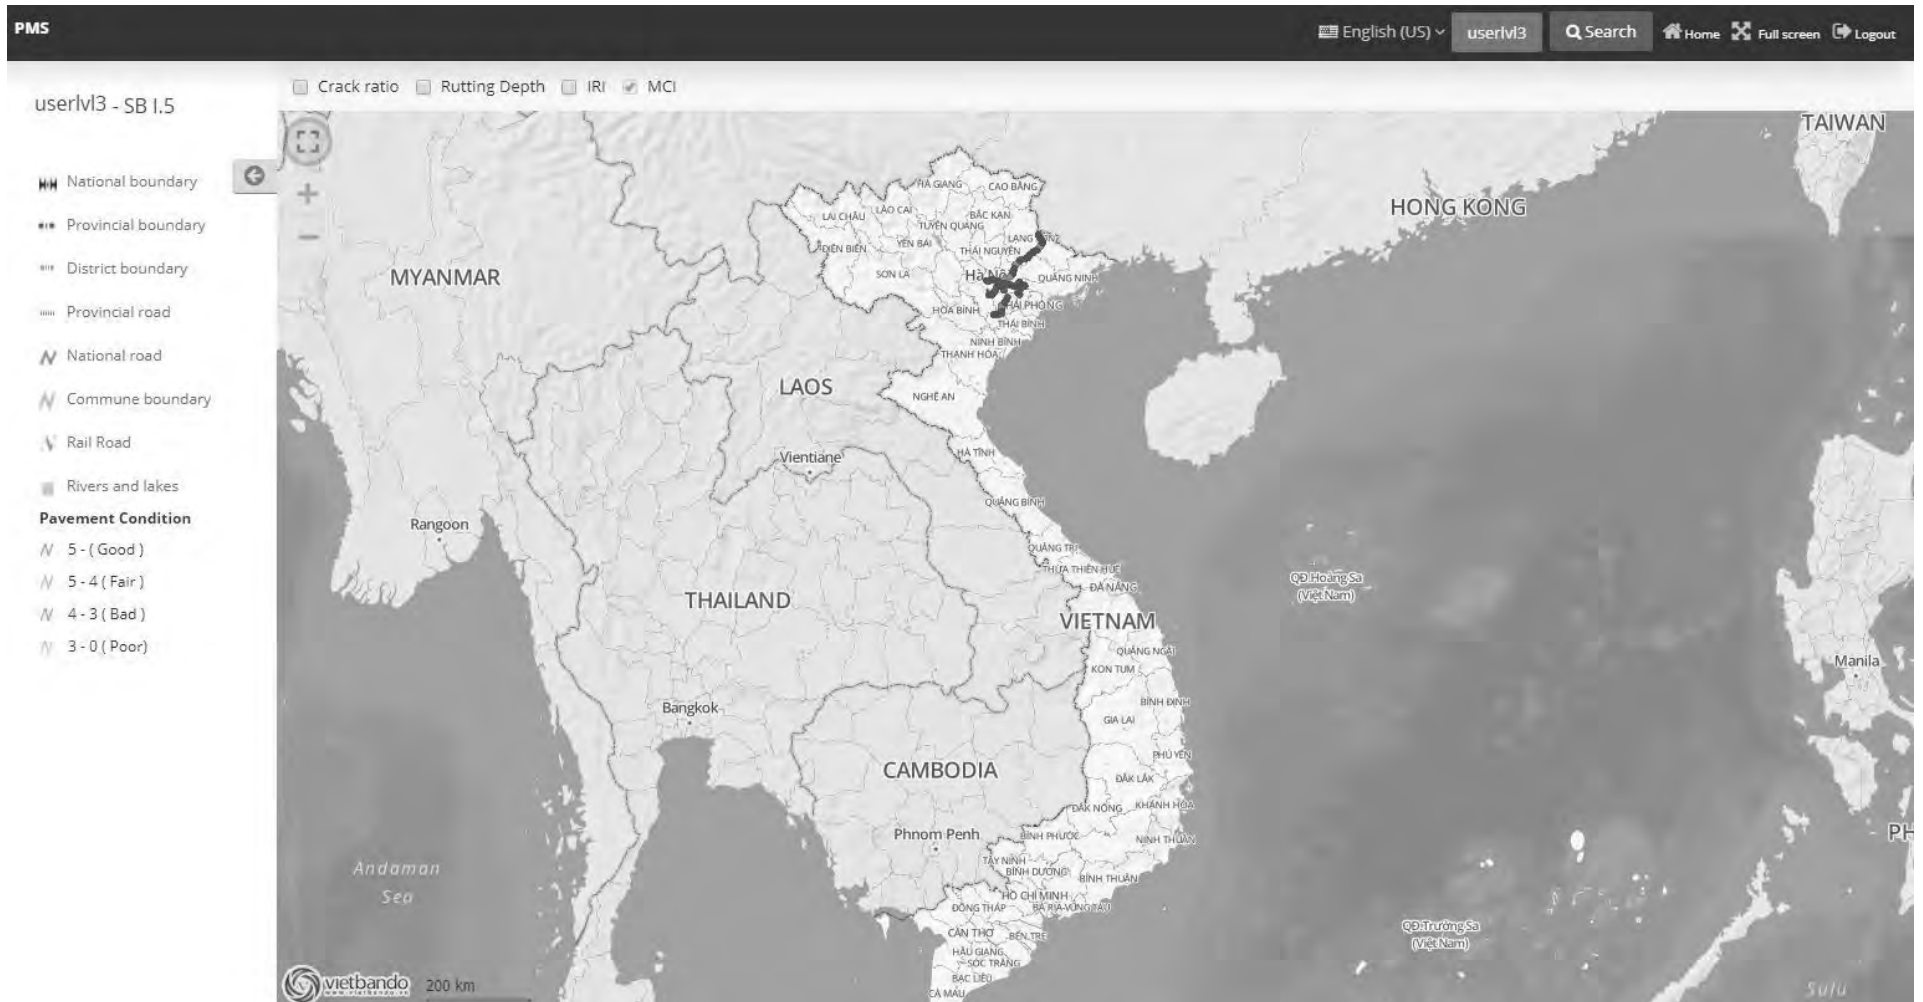 PMS
English (US)
userlvl3
Search
Home
Full screen
Logout
userlvl3 - SB I.5
Crack ratio
Rutting Depth
IRI
MCI
National boundary
Provincial boundary
District boundary
Provincial road
National road
Commune boundary
Rail Road
Rivers and lakes
Pavement Condition
5 - ( Good )
5 - 4 ( Fair )
4 - 3 ( Bad )
3 - 0 ( Poor)
TAIWAN
HONG KONG
HÀ GIANG
CAO BẰNG
LAI CHÂU
LÀO CAI
BẮC KẠN
TUYÊN QUANG
YÊN BÁI
ĐIỆN BIÊN
THÁI NGUYÊN
SƠN LA
QUẢNG NINH
HÒA BÌNH
THÁI BÌNH
NINH BÌNH
THANH HÓA
NGHỆ AN
MYANMAR
LAOS
Vientiane
HÀ TĨNH
QUẢNG BÌNH
Rangoon
QUẢNG TRỊ
THỪA THIÊN HUẾ
ĐÀ NẴNG
QĐ.Hoàng Sa
(Việt Nam)
THAILAND
VIETNAM
QUẢNG NGÃI
KON TUM
Manila
Bangkok
BÌNH ĐỊNH
GIA LAI
PHÚ YÊN
CAMBODIA
ĐẮK LẮK
ĐẮK NÔNG
KHÁNH HÒA
Phnom Penh
BÌNH PHƯỚC
NINH THUẬN
PH
TÂY NINH
BÌNH DƯƠNG
BÌNH THUẬN
Andaman
Sea
HỒ CHÍ MINH
ĐỒNG THÁP
BÀ RỊA-VŨNG TÀU
QĐ.Trường Sa
(Việt Nam)
CẦN THƠ
BẾN TRE
HẬU GIANG
SÓC TRĂNG
BẠC LIÊU
CÀ MAU
vietbando
200 km
Sulu